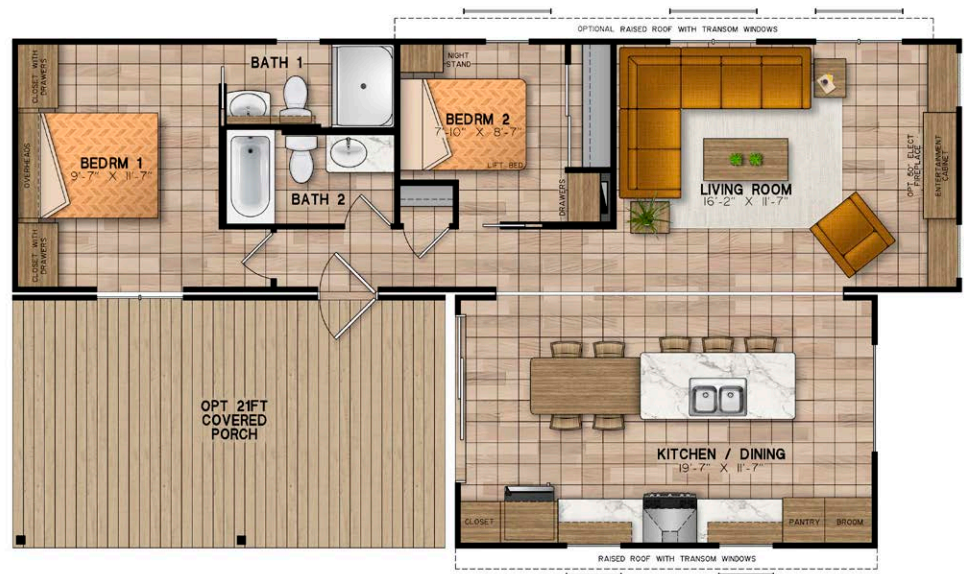 OPTIONAL RAISED ROOF WITH TRANSOM WINDOWS
CLOSET WITH
DRAWERS
BATH 1
NIGHT
STAND
BEDRM 2
7'-10" X 8'-7"
LIFT BED
OVERHEADS
BEDRM 1
9'-7" X 11'-7"
BATH 2
DRAWERS
LIVING ROOM
16'-2" X 11'-7"
OPT 50" ELECT
FIREPLACE
ENTERTAINMENT
CABINET
CLOSET WITH
DRAWERS
OPT 21FT
COVERED
PORCH
KITCHEN / DINING
19'-7" X 11'-7"
CLOSET
PANTRY
BROOM
RAISED ROOF WITH TRANSOM WINDOWS